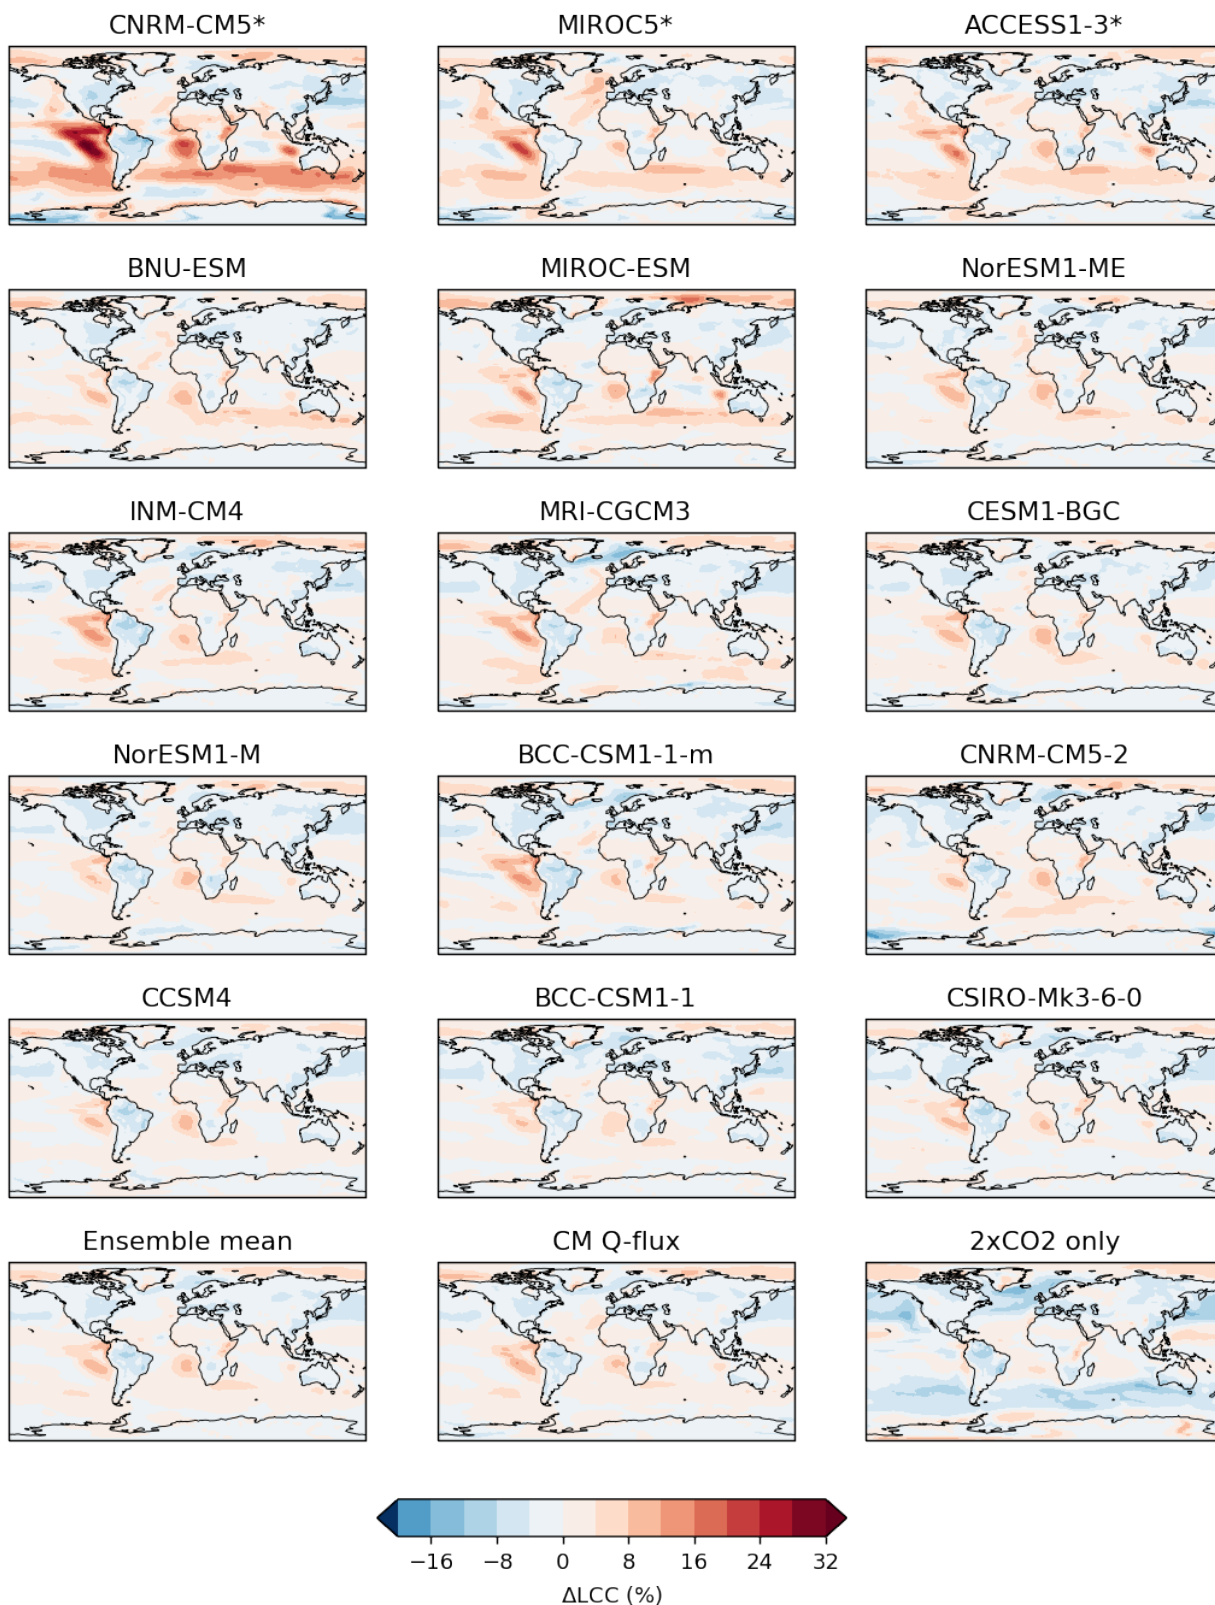 CNRM-CM5* MIROC5* ACCESS1-3*
BNU-ESM MIROC-ESM NorESM1-ME
INM-CM4 MRI-CGCM3 CESM1-BGC
NorESM1-M BCC-CSM1-1-m CNRM-CM5-2
CCSM4 BCC-CSM1-1 CSIRO-Mk3-6-0
Ensemble mean CM Q-flux 2xCO2 only
−16 −8 0 8 16 24 32
ΔLCC (%)